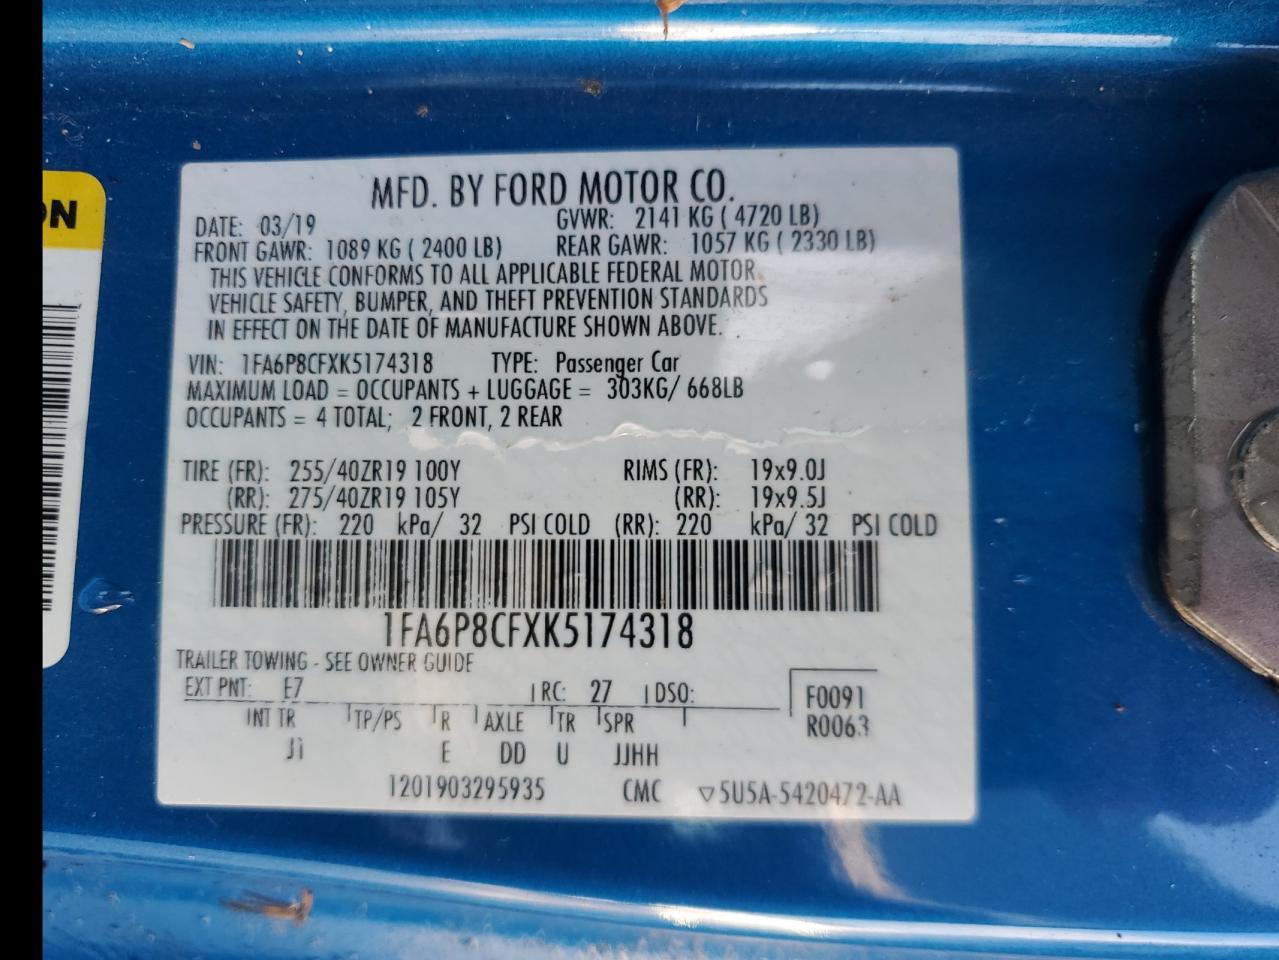 ON
MFD. BY FORD MOTOR CO.
DATE: 03/19 GVWR: 2141 KG ( 4720 LB)
FRONT GAWR: 1089 KG ( 2400 LB) REAR GAWR: 1057 KG ( 2330 LB)
THIS VEHICLE CONFORMS TO ALL APPLICABLE FEDERAL MOTOR
VEHICLE SAFETY, BUMPER, AND THEFT PREVENTION STANDARDS
IN EFFECT ON THE DATE OF MANUFACTURE SHOWN ABOVE.
VIN: 1FA6P8CFXK5174318 TYPE: Passenger Car
MAXIMUM LOAD = OCCUPANTS + LUGGAGE = 303KG/ 668LB
OCCUPANTS = 4 TOTAL; 2 FRONT, 2 REAR
TIRE (FR): 255/40ZR19 100Y RIMS (FR): 19x9.0J
(RR): 275/40ZR19 105Y (RR): 19x9.5J
PRESSURE (FR): 220 kPa/ 32 PSI COLD (RR): 220 kPa/ 32 PSI COLD
1FA6P8CFXK5174318
TRAILER TOWING - SEE OWNER GUIDE
EXT PNT: E7 RC: 27 DSO: F0091
INT TR TP/PS R AXLE TR SPR R0063
JI E DD U JJHH
1201903295935 CMC ▽5U5A-5420472-AA